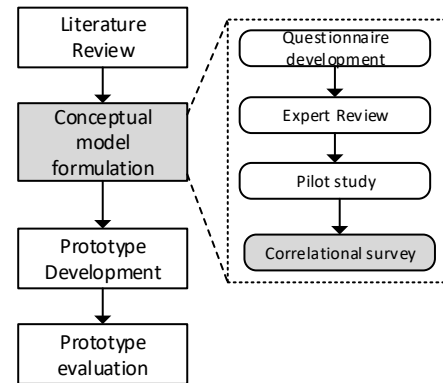 Literature
Review
Conceptual
model
formulation
Prototype
Development
Prototype
evaluation
Questionnaire
development
Expert Review
Pilot study
Correlational survey